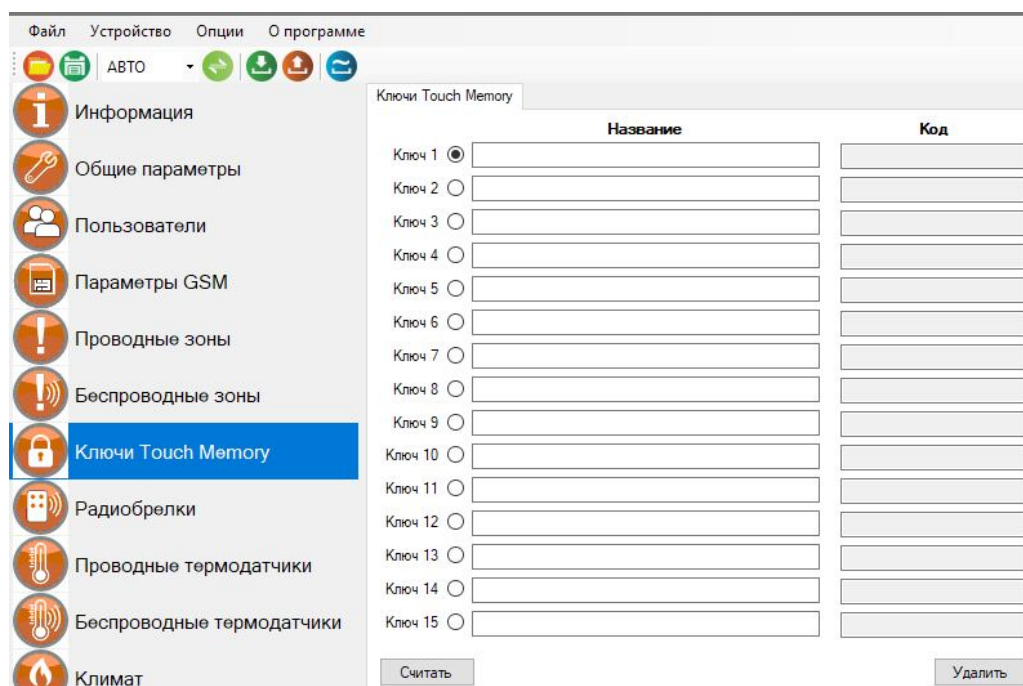 Файл Устройство Опции О программе
АВТО
Информация
Общие параметры
Пользователи
Параметры GSM
Проводные зоны
Беспроводные зоны
Ключи Touch Memory
Радиобрелки
Проводные термодатчики
Беспроводные термодатчики
Климат
Ключи Touch Memory
Название Код
Ключ 1
Ключ 2
Ключ 3
Ключ 4
Ключ 5
Ключ 6
Ключ 7
Ключ 8
Ключ 9
Ключ 10
Ключ 11
Ключ 12
Ключ 13
Ключ 14
Ключ 15
Считать Удалить